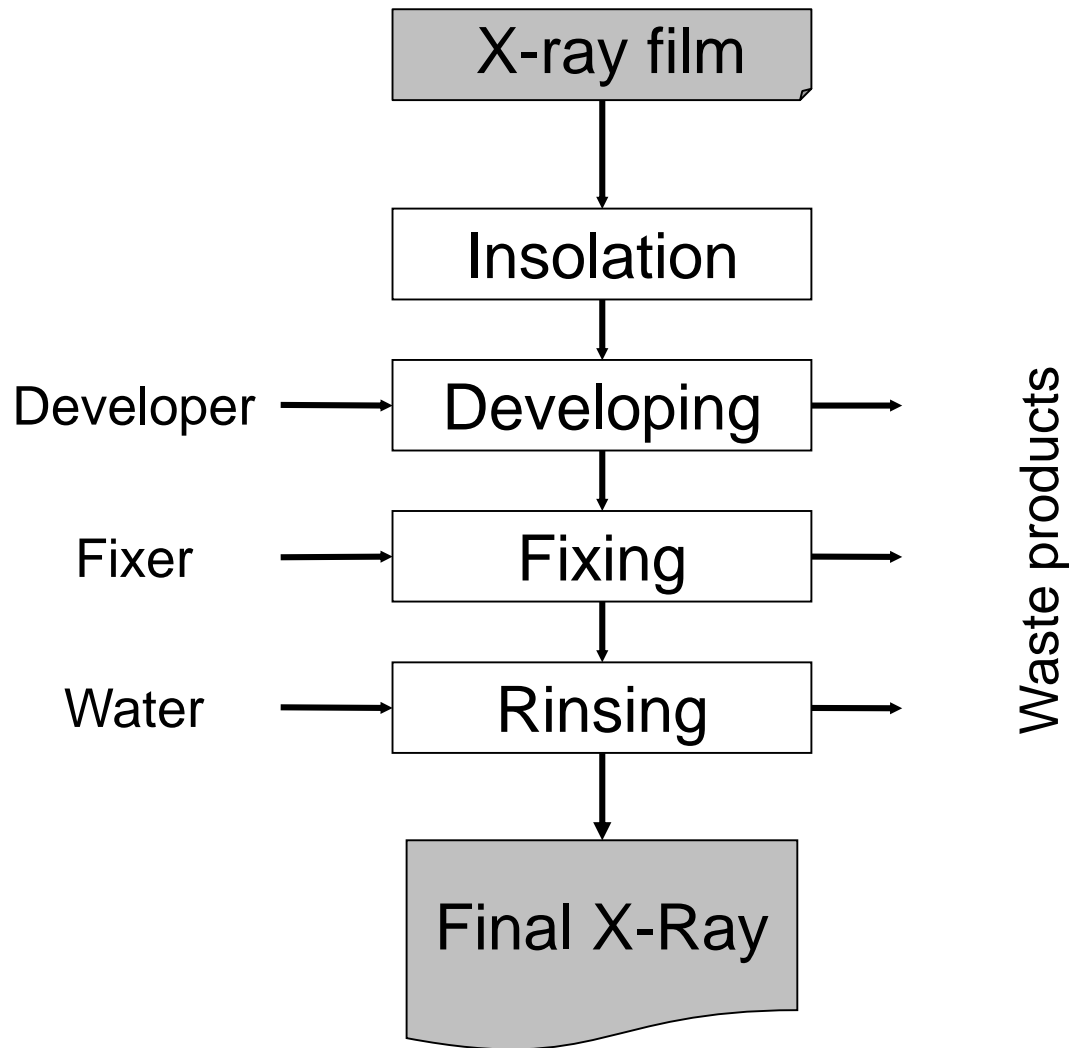 X-ray film
Insolation
Developer
Developing
Fixer
Fixing
Water
Rinsing
Waste products
Final X-Ray